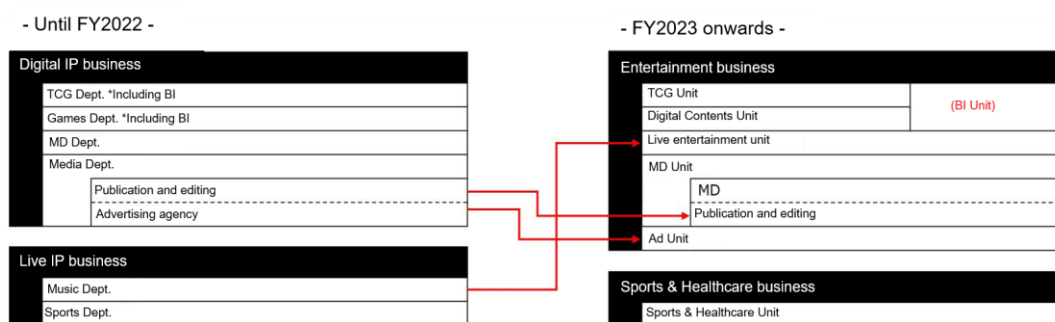 - Until FY2022 -
Digital IP business
TCG Dept. *Including BI
Games Dept. *Including BI
MD Dept.
Media Dept.
Publication and editing
Advertising agency
Live IP business
Music Dept.
Sports Dept.
- FY2023 onwards -
Entertainment business
TCG Unit
(BI Unit)
Digital Contents Unit
Live entertainment unit
MD Unit
MD
Publication and editing
Ad Unit
Sports & Healthcare business
Sports & Healthcare Unit